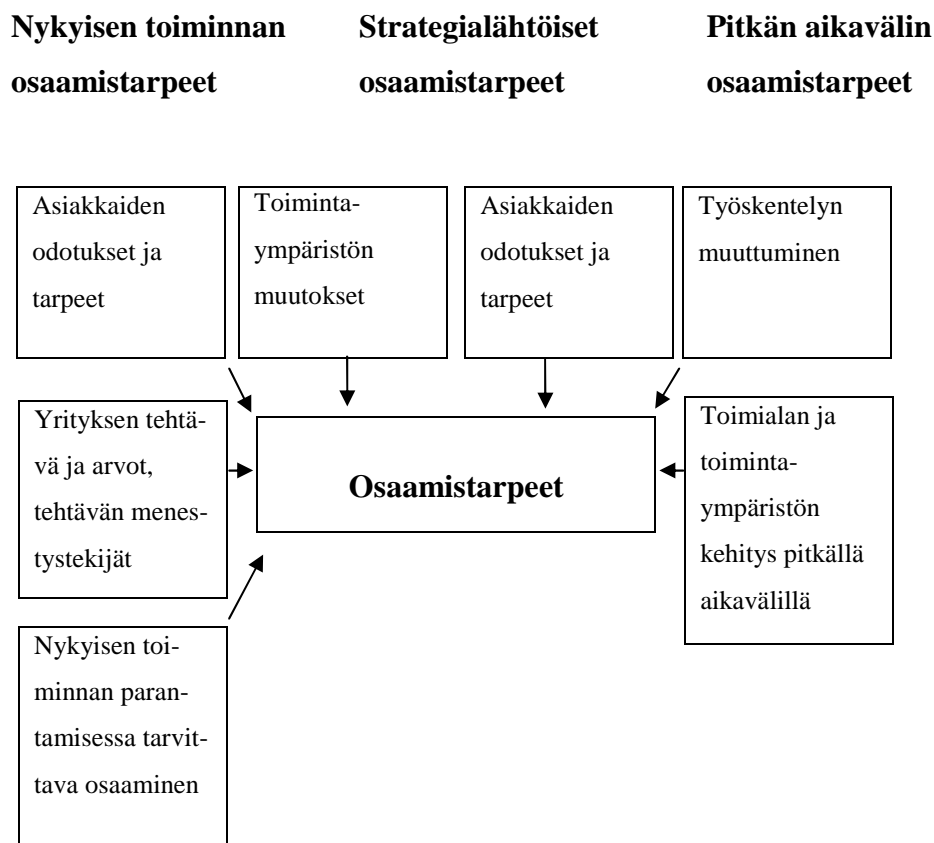 Nykyisen toiminnan
osaamistarpeet
Strategialähtöiset
osaamistarpeet
Pitkän aikavälin
osaamistarpeet
Asiakkaiden
odotukset ja
tarpeet
Toiminta-
ympäristön
muutokset
Asiakkaiden
odotukset ja
tarpeet
Työskentelyn
muuttuminen
Yrityksen tehtä-
vä ja arvot,
tehtävän menes-
tystekijät
Osaamistarpeet
Toimialan ja
toiminta-
ympäristön
kehitys pitkällä
aikavälillä
Nykyisen toi-
minnan paran-
tamisessa tarvit-
tava osaaminen